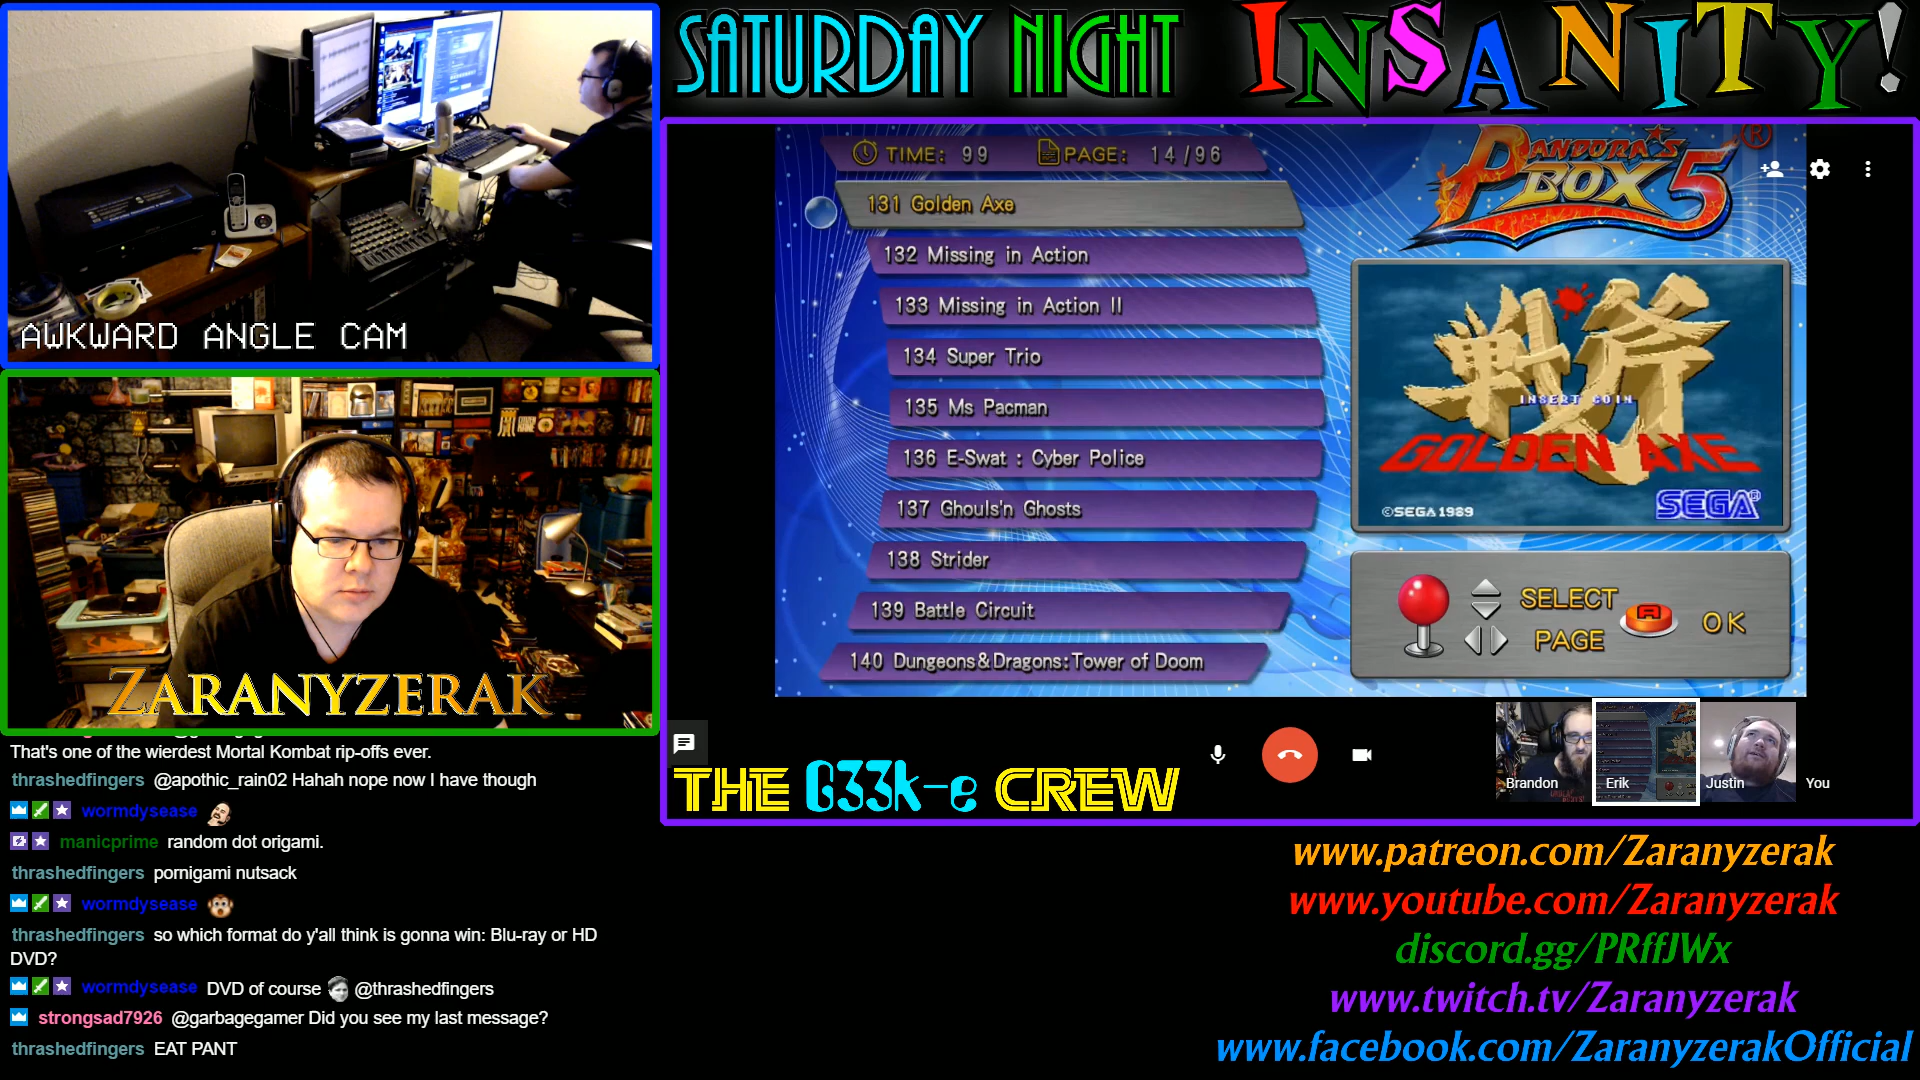 SATURDAY NIGHT INSANITY!
AWKWARD ANGLE CAM
ZARANYZERAK
That's one of the wierdest Mortal Kombat rip-offs ever.
thrashedfingers @apothic_rain02 Hahah nope now I have though
wormdysease
manicprime random dot origami.
thrashedfingers pornigami nutsack
wormdysease
thrashedfingers so which format do y'all think is gonna win: Blu-ray or HD
DVD?
wormdysease DVD of course @thrashedfingers
strongsad7926 @garbagegamer Did you see my last message?
thrashedfingers EAT PANT
TIME: 99 PAGE: 14/96
131 Golden Axe
132 Missing in Action
133 Missing in Action II
134 Super Trio
135 Ms Pacman
136 E-Swat : Cyber Police
137 Ghouls'n Ghosts
138 Strider
139 Battle Circuit
140 Dungeons&Dragons:Tower of Doom
PANDORA'S
BOX 5 ®
戦斧
INSERT COIN
GOLDEN AXE
©SEGA 1989 SEGA®
SELECT
PAGE
A OK
Brandon Erik Justin You
THE G33k-e CREW
www.patreon.com/Zaranyzerak
www.youtube.com/Zaranyzerak
discord.gg/PRffJWx
www.twitch.tv/Zaranyzerak
www.facebook.com/ZaranyzerakOfficial